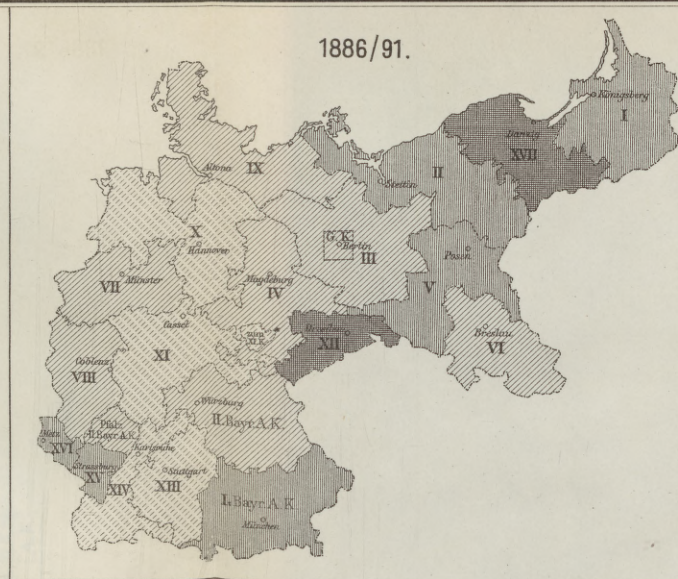 1886/91.
Königsberg
I
Danzig
XVII
IX
Altona
II
Stettin
X
Hannover
G.K.
Berlin
III
Posen
VII
Münster
Magdeburg
IV
V
Cassel
zum
XI.K.
XII
Breslau
VI
XI
Coblenz
VIII
Würzburg
II. Bayr. A.K.
Pfalz
II. Bayr. A.K.
Metz
XVI
Karlsruhe
Strassburg
XV
Stuttgart
XIV
XIII
I. Bayr. A.K.
München